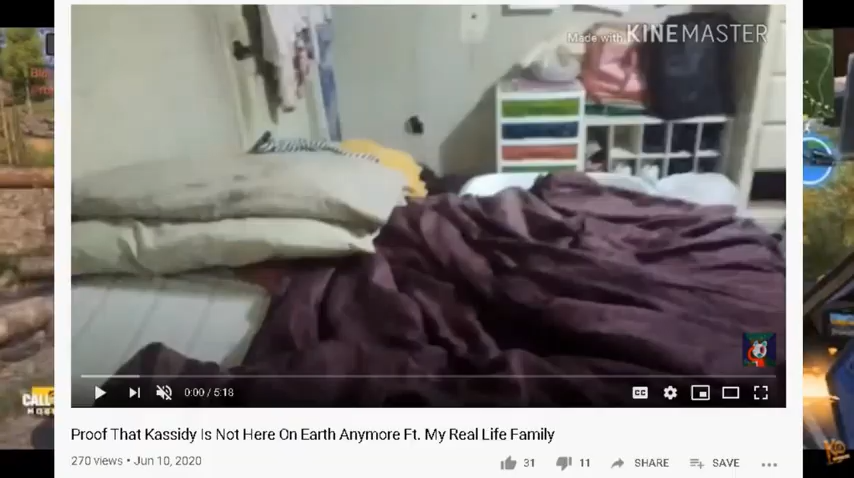 Made with KINEMASTER
0:00 / 5:18
CC
Proof That Kassidy Is Not Here On Earth Anymore Ft. My Real Life Family
270 views • Jun 10, 2020
31
11
SHARE
SAVE
CALL